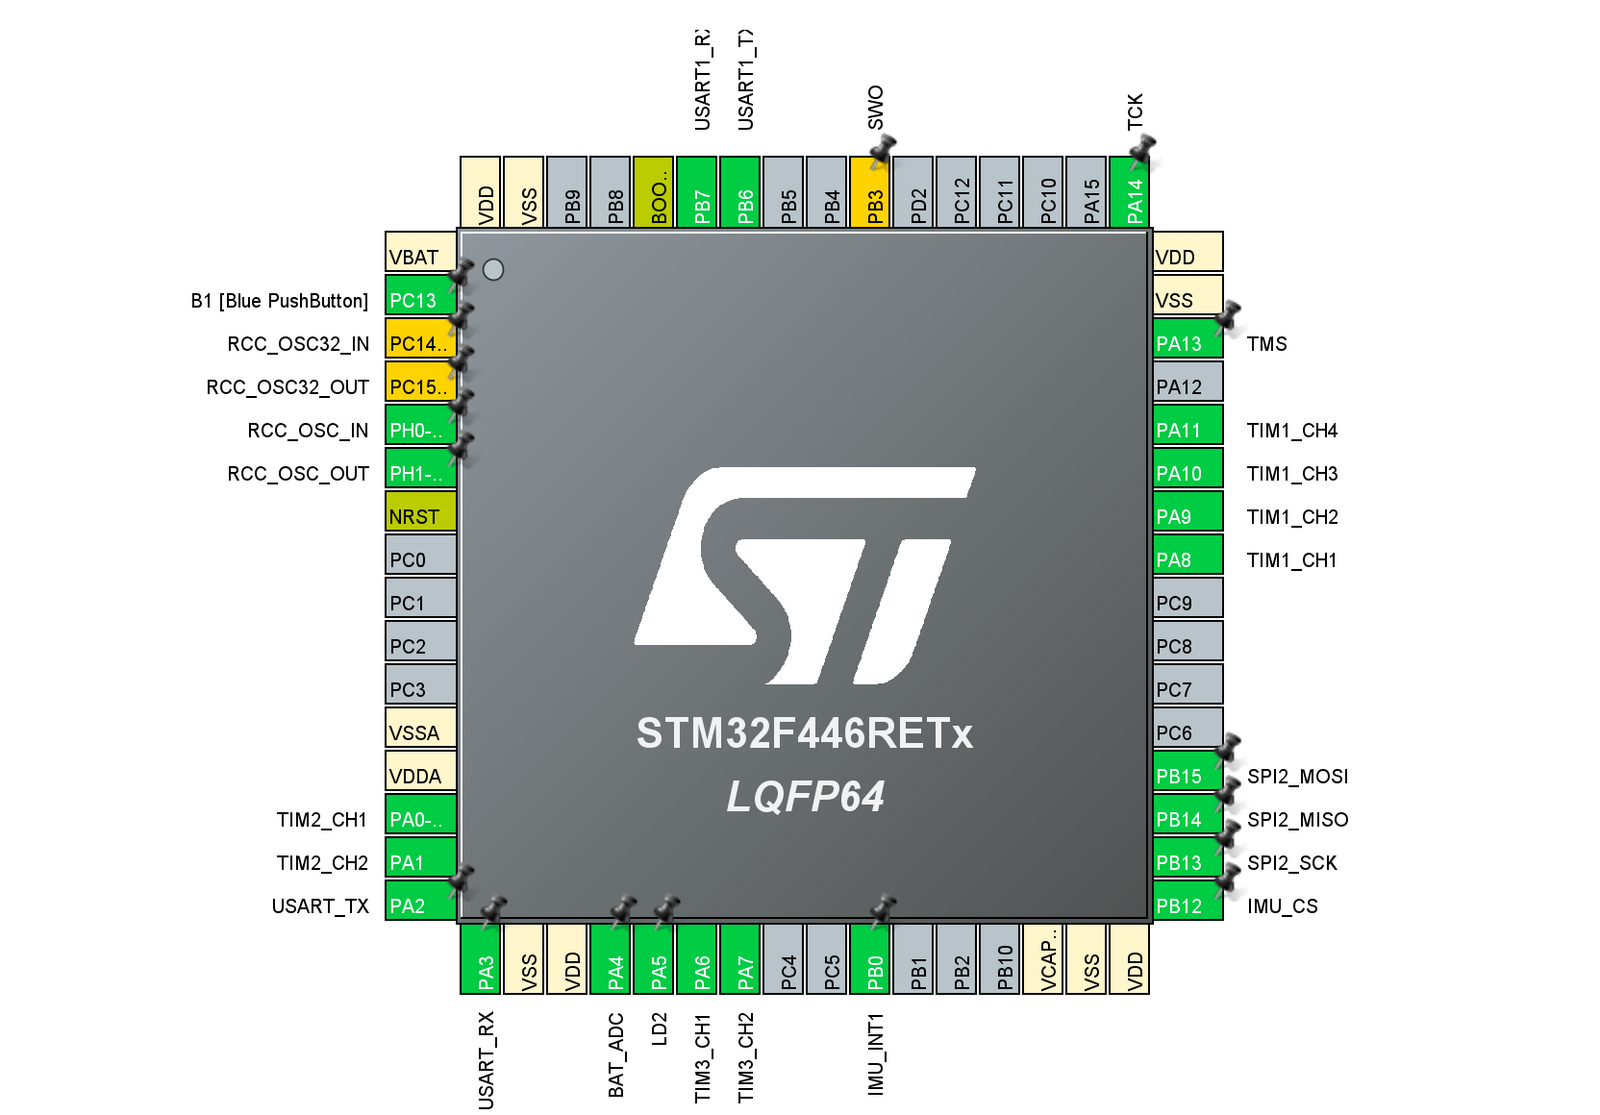 USART1_R
USART1_T
SWO
TCK
VDD
VSS
PB9
PB8
BOO..
PB7
PB6
PB5
PB4
PB3
PD2
PC12
PC11
PC10
PA15
PA14
VBAT
B1 [Blue PushButton]
PC13
RCC_OSC32_IN
PC14..
RCC_OSC32_OUT
PC15..
RCC_OSC_IN
PH0-..
RCC_OSC_OUT
PH1-..
NRST
PC0
PC1
PC2
PC3
VSSA
VDDA
TIM2_CH1
PA0-..
TIM2_CH2
PA1
USART_TX
PA2
VDD
VSS
PA13
TMS
PA12
PA11
TIM1_CH4
PA10
TIM1_CH3
PA9
TIM1_CH2
PA8
TIM1_CH1
PC9
PC8
PC7
PC6
PB15
SPI2_MOSI
PB14
SPI2_MISO
PB13
SPI2_SCK
PB12
IMU_CS
ST
STM32F446RETx
LQFP64
PA3
VSS
VDD
PA4
PA5
PA6
PA7
PC4
PC5
PB0
PB1
PB2
PB10
VCAP..
VSS
VDD
USART_RX
BAT_ADC
LD2
TIM3_CH1
TIM3_CH2
IMU_INT1